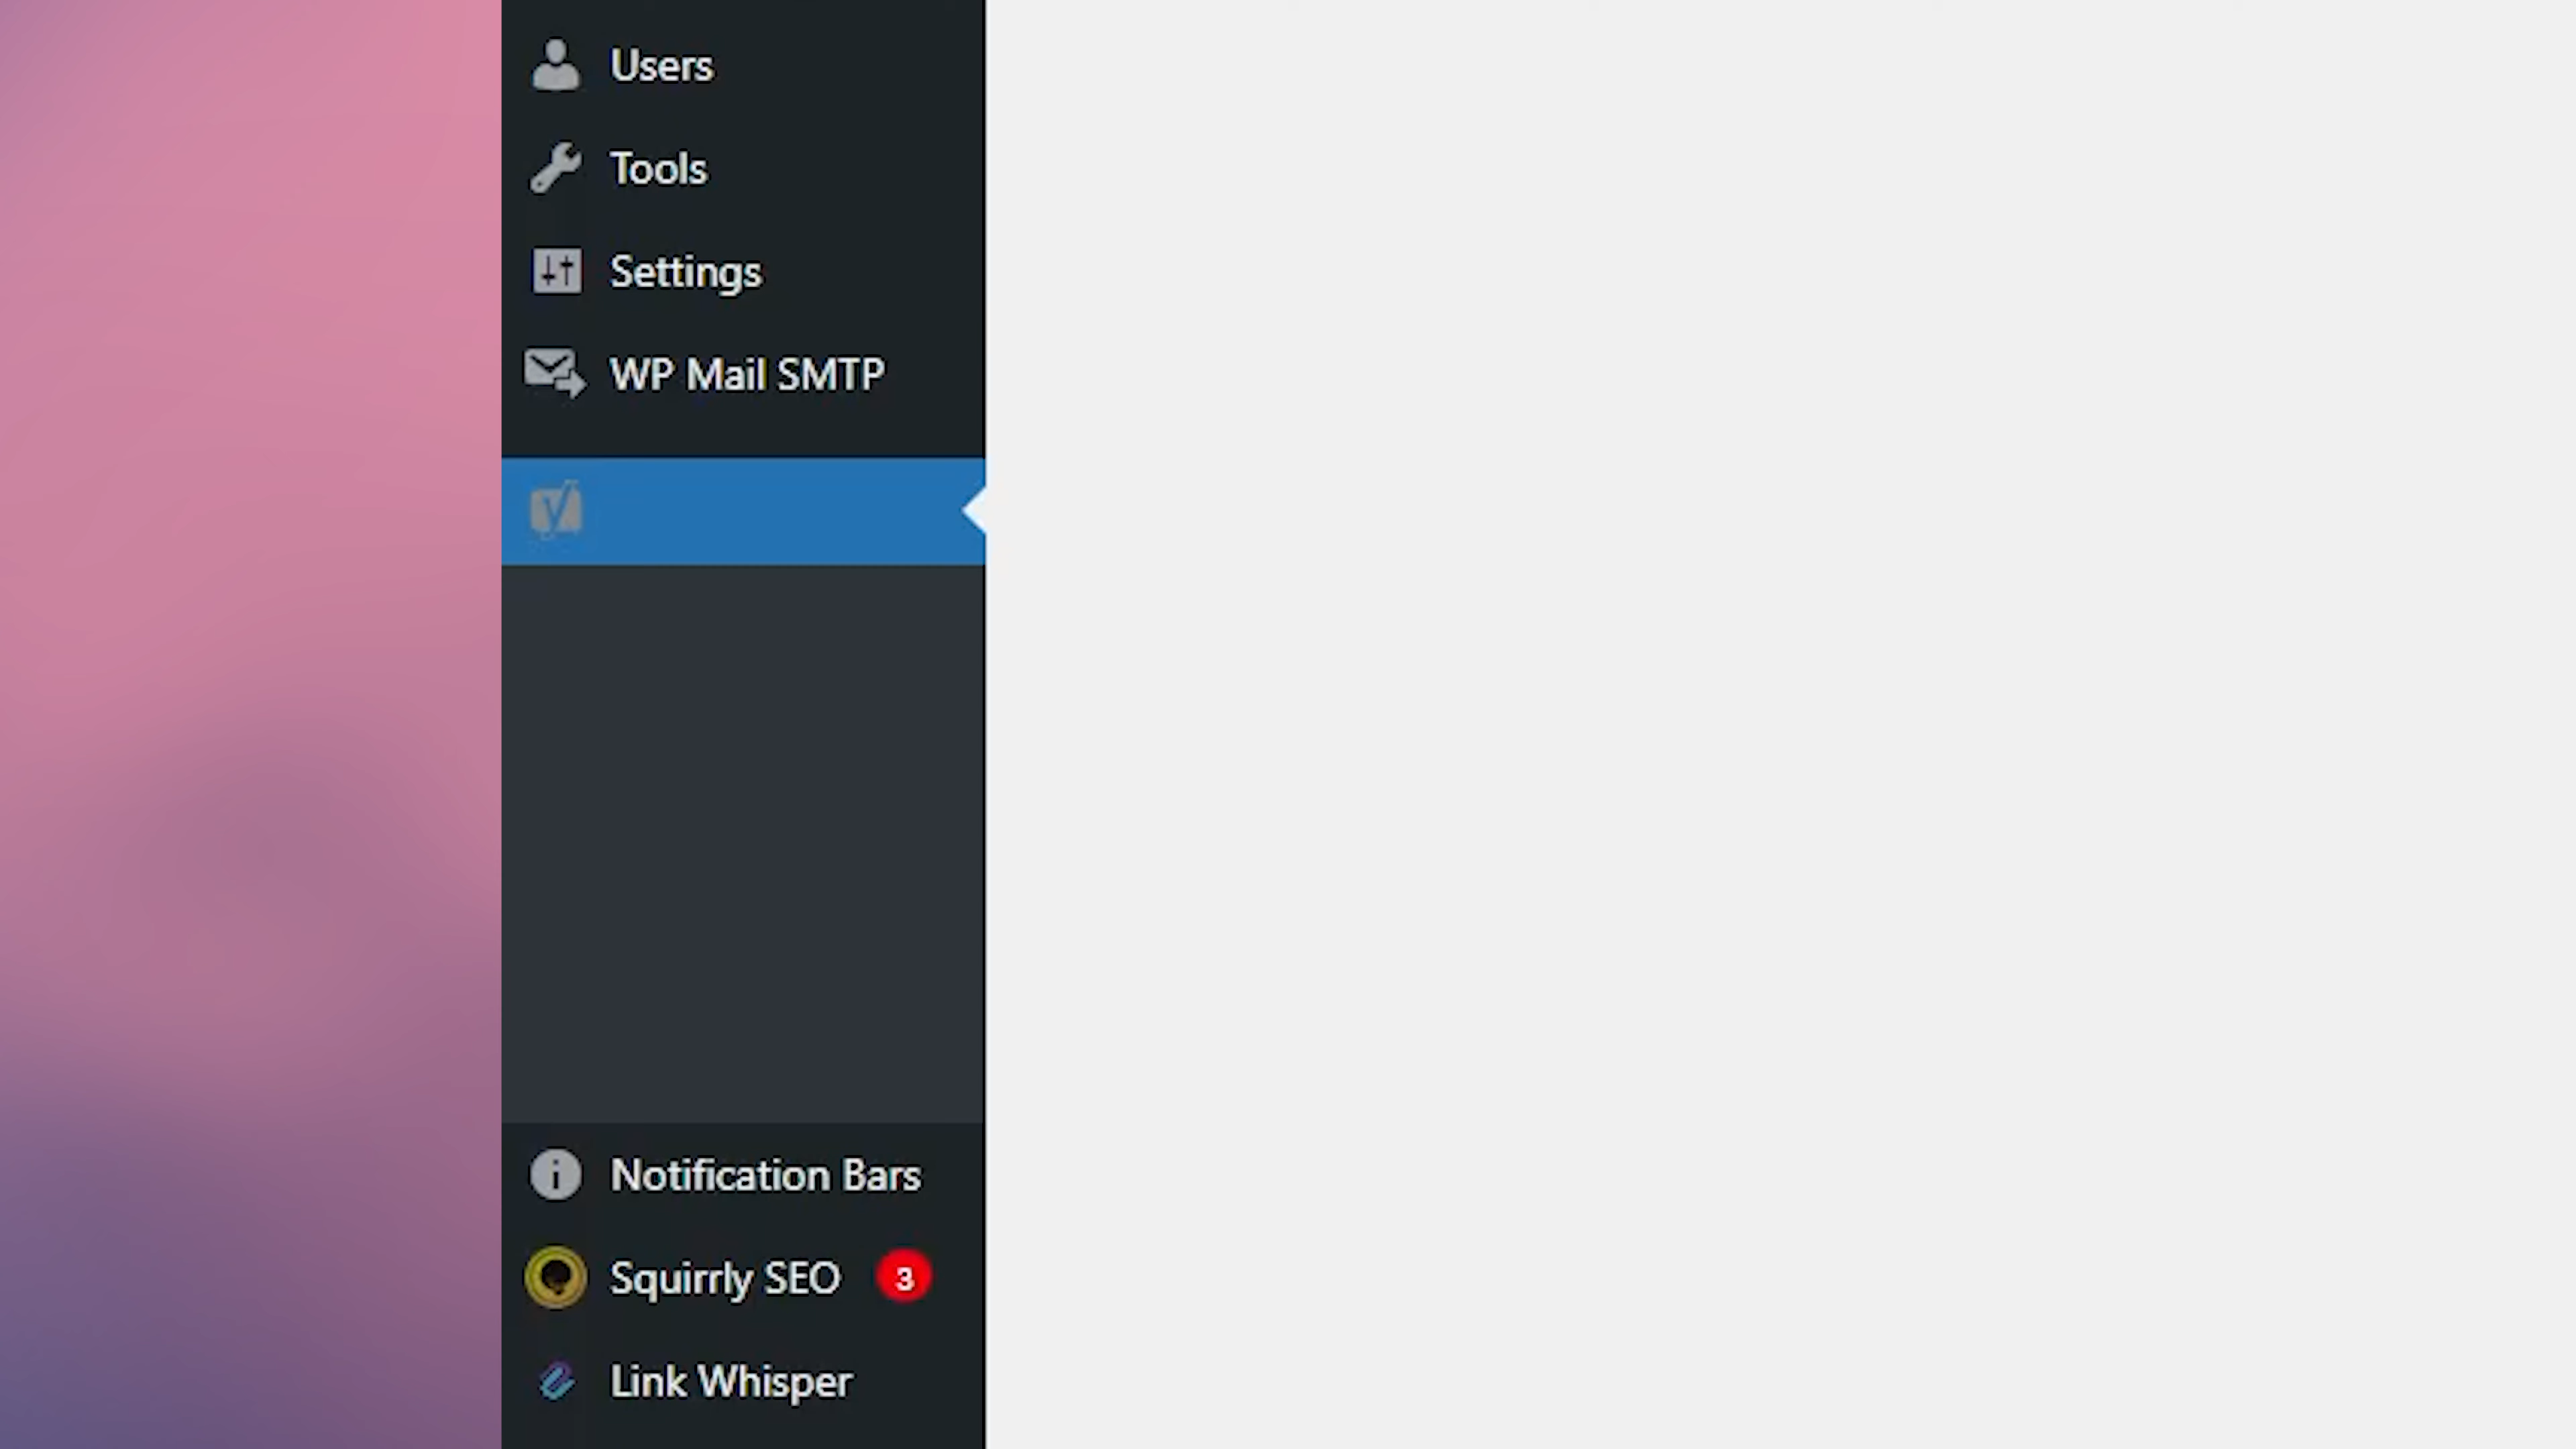 Users
Tools
Settings
WP Mail SMTP
Notification Bars
Squirrly SEO 3
Link Whisper